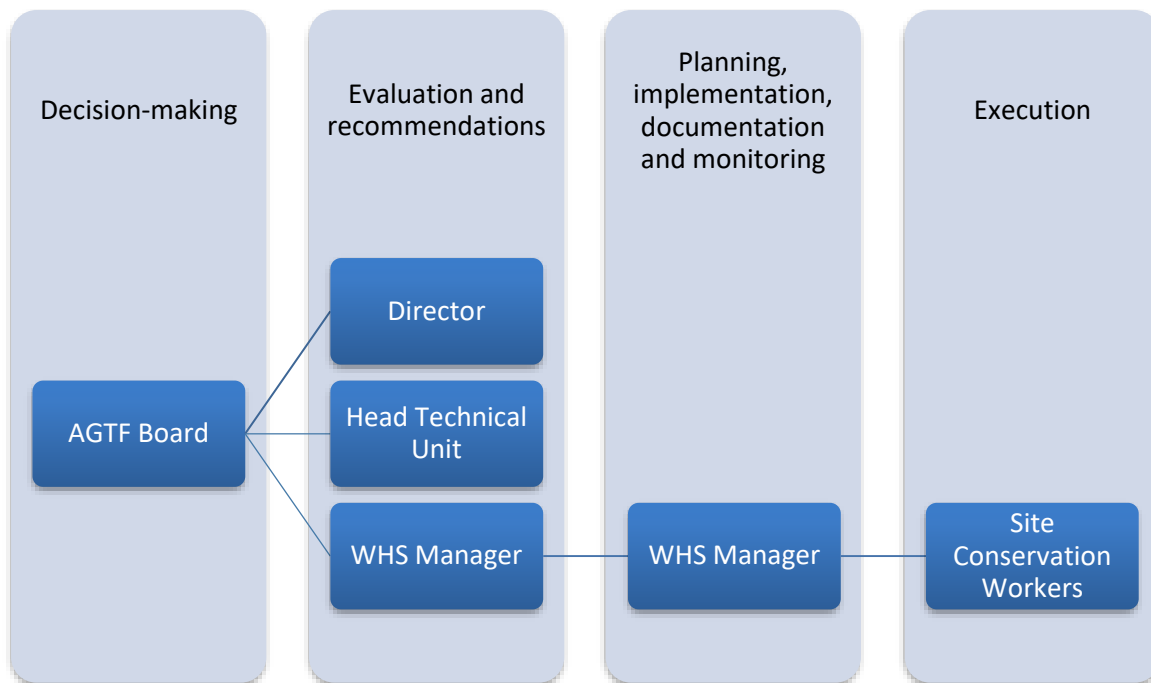 Decision-making
Evaluation and
recommendations
Planning,
implementation,
documentation
and monitoring
Execution
Director
AGTF Board
Head Technical
Unit
WHS Manager
WHS Manager
Site
Conservation
Workers